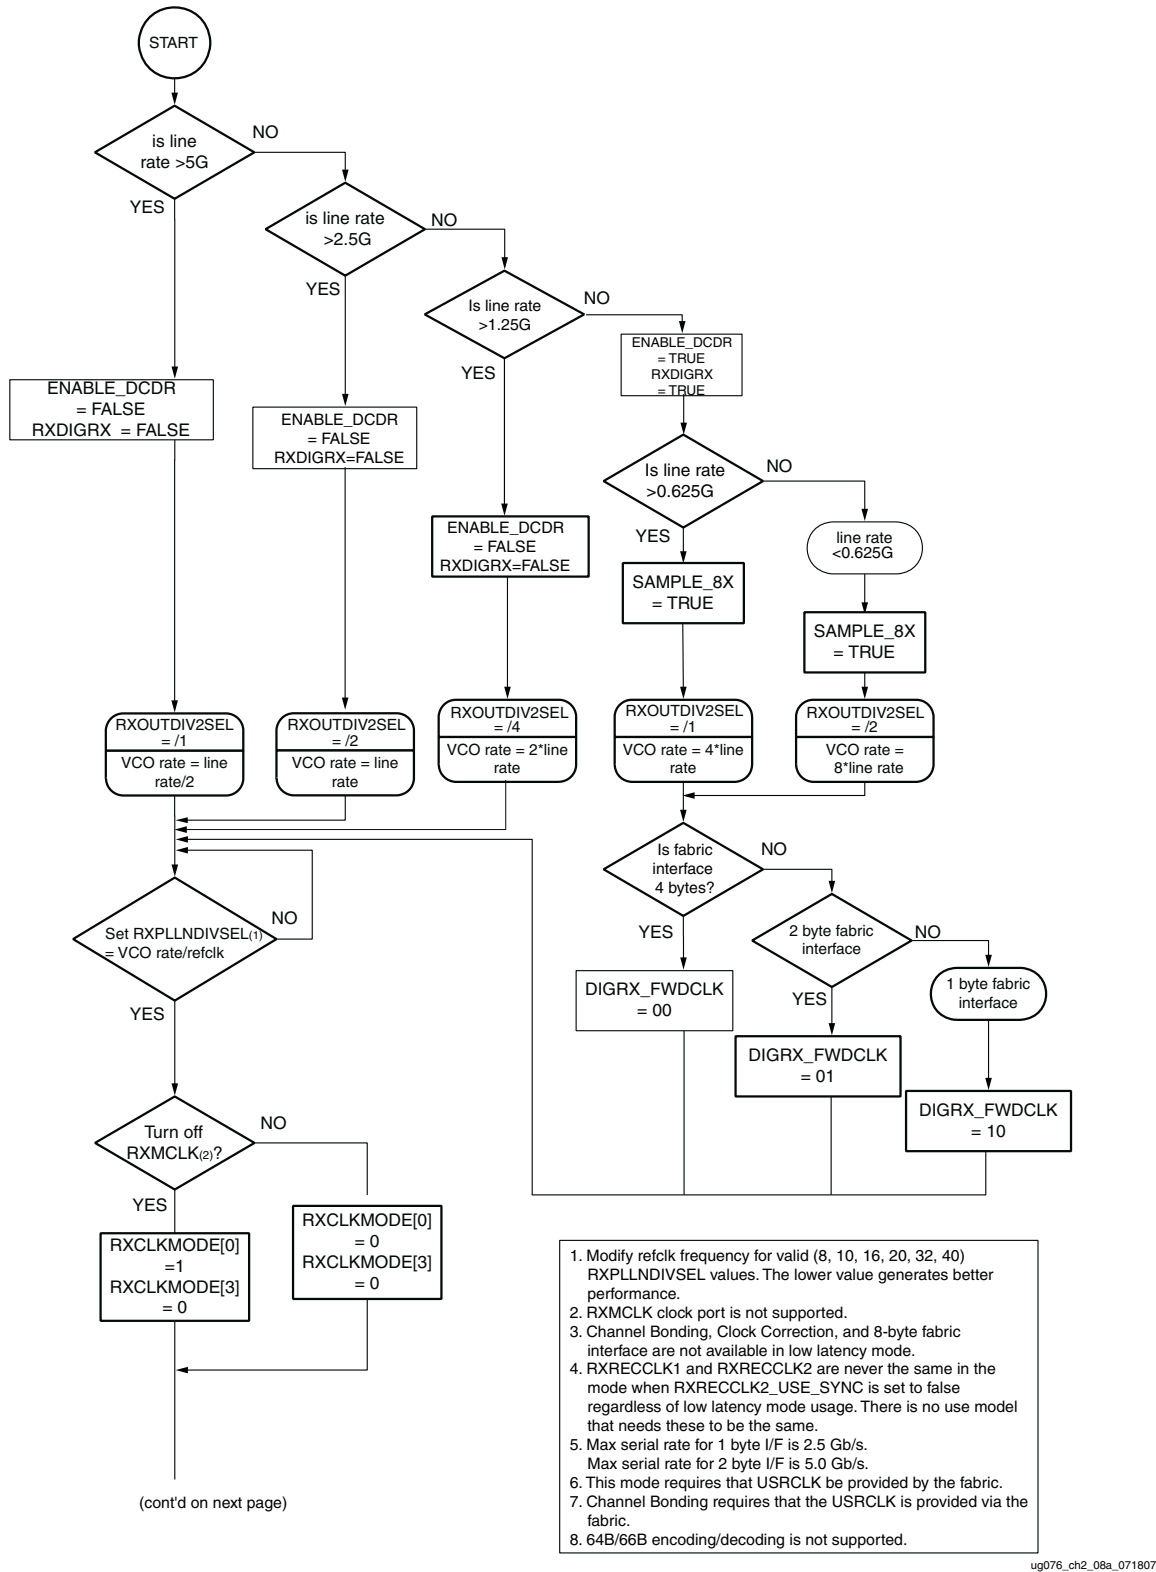 START
is line
rate >5G
NO
YES
is line rate
>2.5G
NO
YES
Is line rate
>1.25G
NO
YES
ENABLE_DCDR
= TRUE
RXDIGRX
= TRUE
ENABLE_DCDR
= FALSE
RXDIGRX = FALSE
ENABLE_DCDR
= FALSE
RXDIGRX=FALSE
ENABLE_DCDR
= FALSE
RXDIGRX=FALSE
Is line rate
>0.625G
NO
YES
line rate
<0.625G
SAMPLE_8X
= TRUE
SAMPLE_8X
= TRUE
RXOUTDIV2SEL
= /1
VCO rate = line
rate/2
RXOUTDIV2SEL
= /2
VCO rate = line
rate
RXOUTDIV2SEL
= /4
VCO rate = 2*line
rate
RXOUTDIV2SEL
= /1
VCO rate = 4*line
rate
RXOUTDIV2SEL
= /2
VCO rate =
8*line rate
Is fabric
interface
4 bytes?
NO
YES
2 byte fabric
interface
NO
YES
1 byte fabric
interface
DIGRX_FWDCLK
= 00
DIGRX_FWDCLK
= 01
DIGRX_FWDCLK
= 10
Set RXPLLNDIVSEL(1)
= VCO rate/refclk
NO
YES
Turn off
RXMCLK(2)?
NO
YES
RXCLKMODE[0]
=1
RXCLKMODE[3]
= 0
RXCLKMODE[0]
= 0
RXCLKMODE[3]
= 0
(cont'd on next page)
1. Modify refclk frequency for valid (8, 10, 16, 20, 32, 40)
RXPLLNDIVSEL values. The lower value generates better
performance.
2. RXMCLK clock port is not supported.
3. Channel Bonding, Clock Correction, and 8-byte fabric
interface are not available in low latency mode.
4. RXRECCLK1 and RXRECCLK2 are never the same in the
mode when RXRECCLK2_USE_SYNC is set to false
regardless of low latency mode usage. There is no use model
that needs these to be the same.
5. Max serial rate for 1 byte I/F is 2.5 Gb/s.
Max serial rate for 2 byte I/F is 5.0 Gb/s.
6. This mode requires that USRCLK be provided by the fabric.
7. Channel Bonding requires that the USRCLK is provided via the
fabric.
8. 64B/66B encoding/decoding is not supported.
ug076_ch2_08a_071807